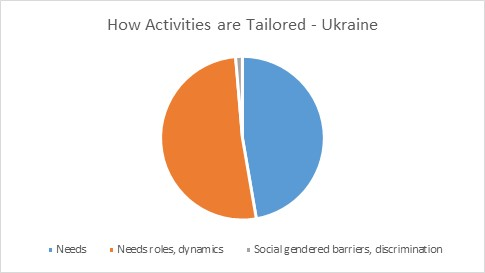 How Activities are Tailored - Ukraine
Needs Needs roles, dynamics Social gendered barriers, discrimination